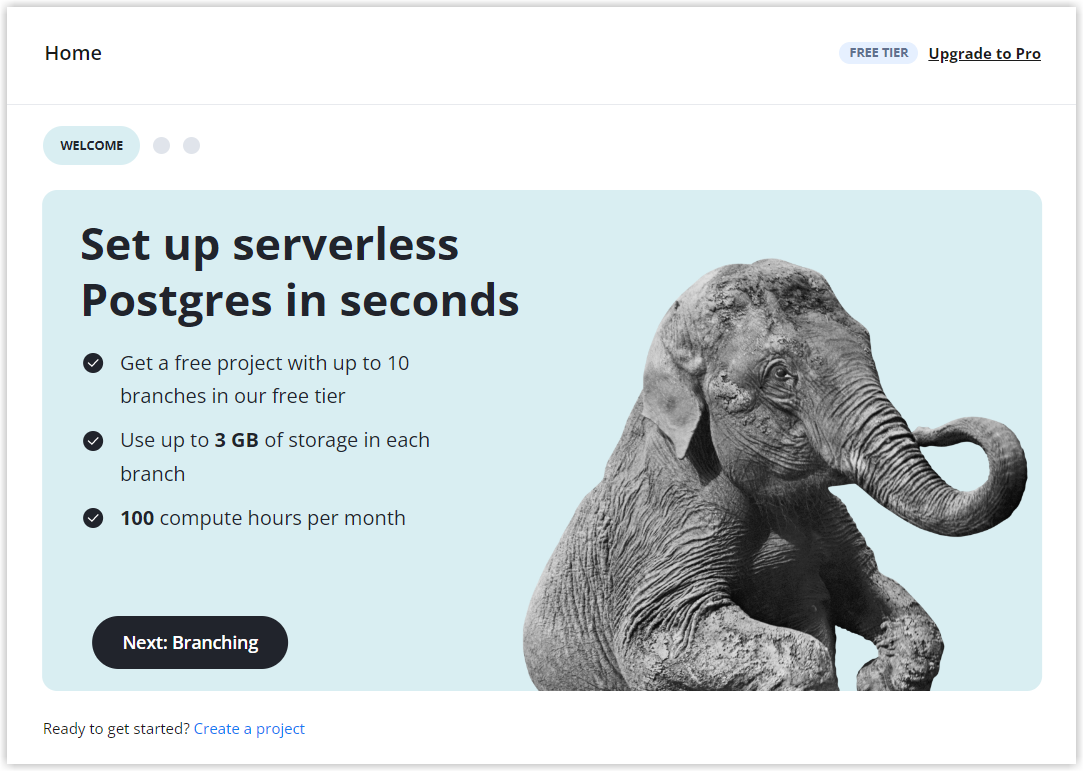 Home
FREE TIER Upgrade to Pro
WELCOME
Set up serverless
Postgres in seconds
Get a free project with up to 10
branches in our free tier
Use up to 3 GB of storage in each
branch
100 compute hours per month
Next: Branching
Ready to get started? Create a project